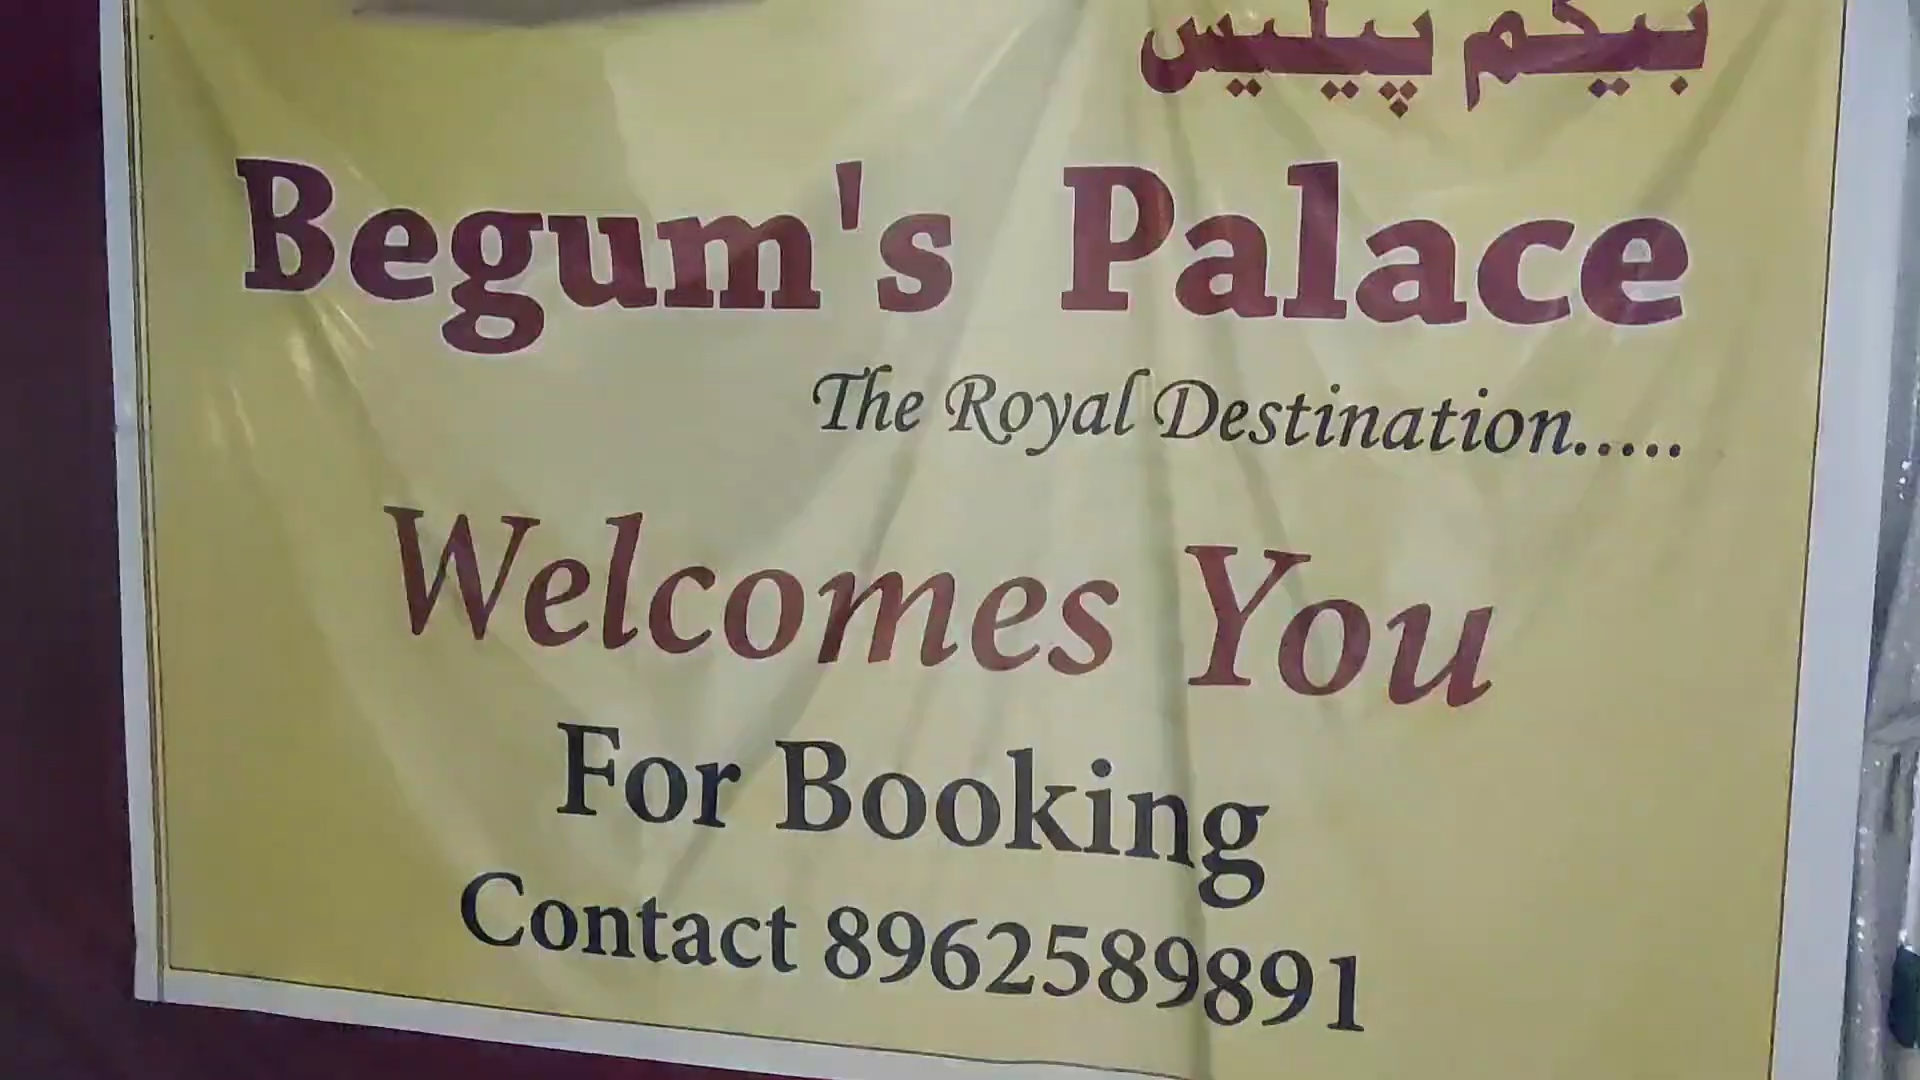 بیگم پیلیس
Begum's Palace
The Royal Destination.....
Welcomes You
For Booking
Contact 8962589891